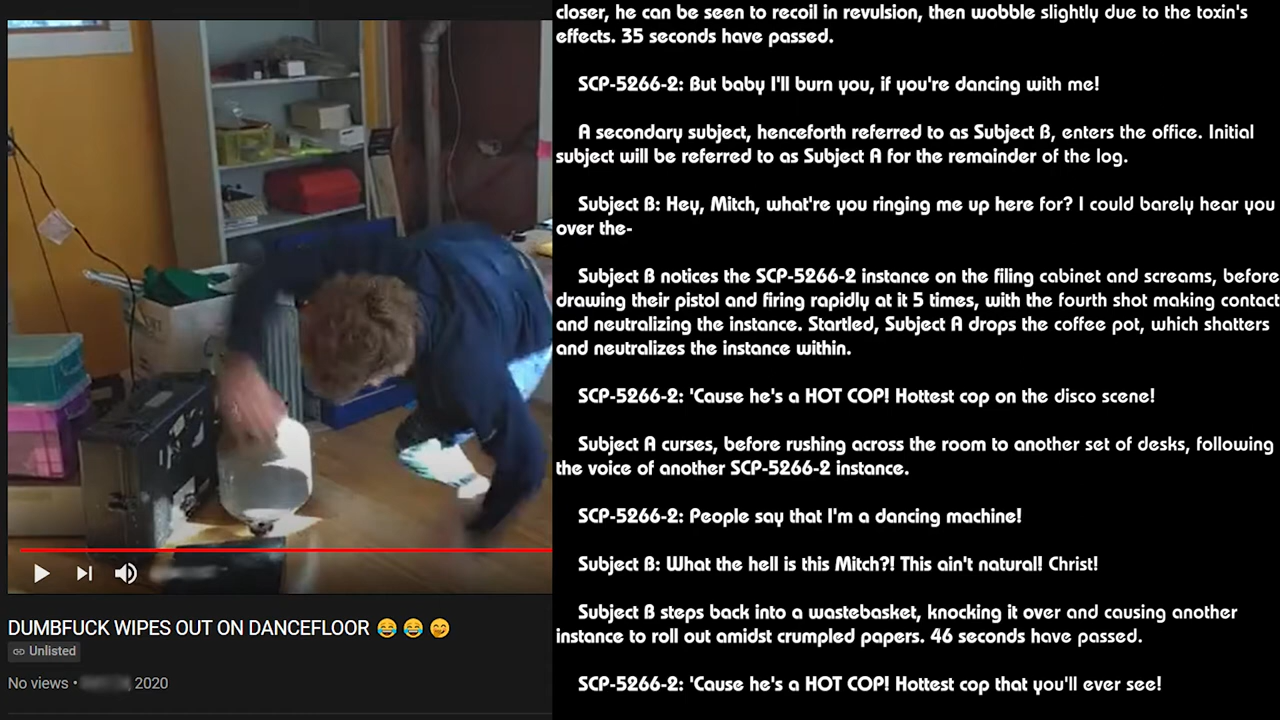 closer, he can be seen to recoil in revulsion, then wobble slightly due to the toxin's
effects. 35 seconds have passed.
SCP-5266-2: But baby I'll burn you, if you're dancing with me!
A secondary subject, henceforth referred to as Subject B, enters the office. Initial
subject will be referred to as Subject A for the remainder of the log.
Subject B: Hey, Mitch, what're you ringing me up here for? I could barely hear you
over the-
Subject B notices the SCP-5266-2 instance on the filing cabinet and screams, before
drawing their pistol and firing rapidly at it 5 times, with the fourth shot making contact
and neutralizing the instance. Startled, Subject A drops the coffee pot, which shatters
and neutralizes the instance within.
SCP-5266-2: 'Cause he's a HOT COP! Hottest cop on the disco scene!
Subject A curses, before rushing across the room to another set of desks, following
the voice of another SCP-5266-2 instance.
SCP-5266-2: People say that I'm a dancing machine!
Subject B: What the hell is this Mitch?! This ain't natural! Christ!
Subject B steps back into a wastebasket, knocking it over and causing another
instance to roll out amidst crumpled papers. 46 seconds have passed.
SCP-5266-2: 'Cause he's a HOT COP! Hottest cop that you'll ever see!
DUMBFUCK WIPES OUT ON DANCEFLOOR 😂 😂 🤭
Unlisted
No views • 2020